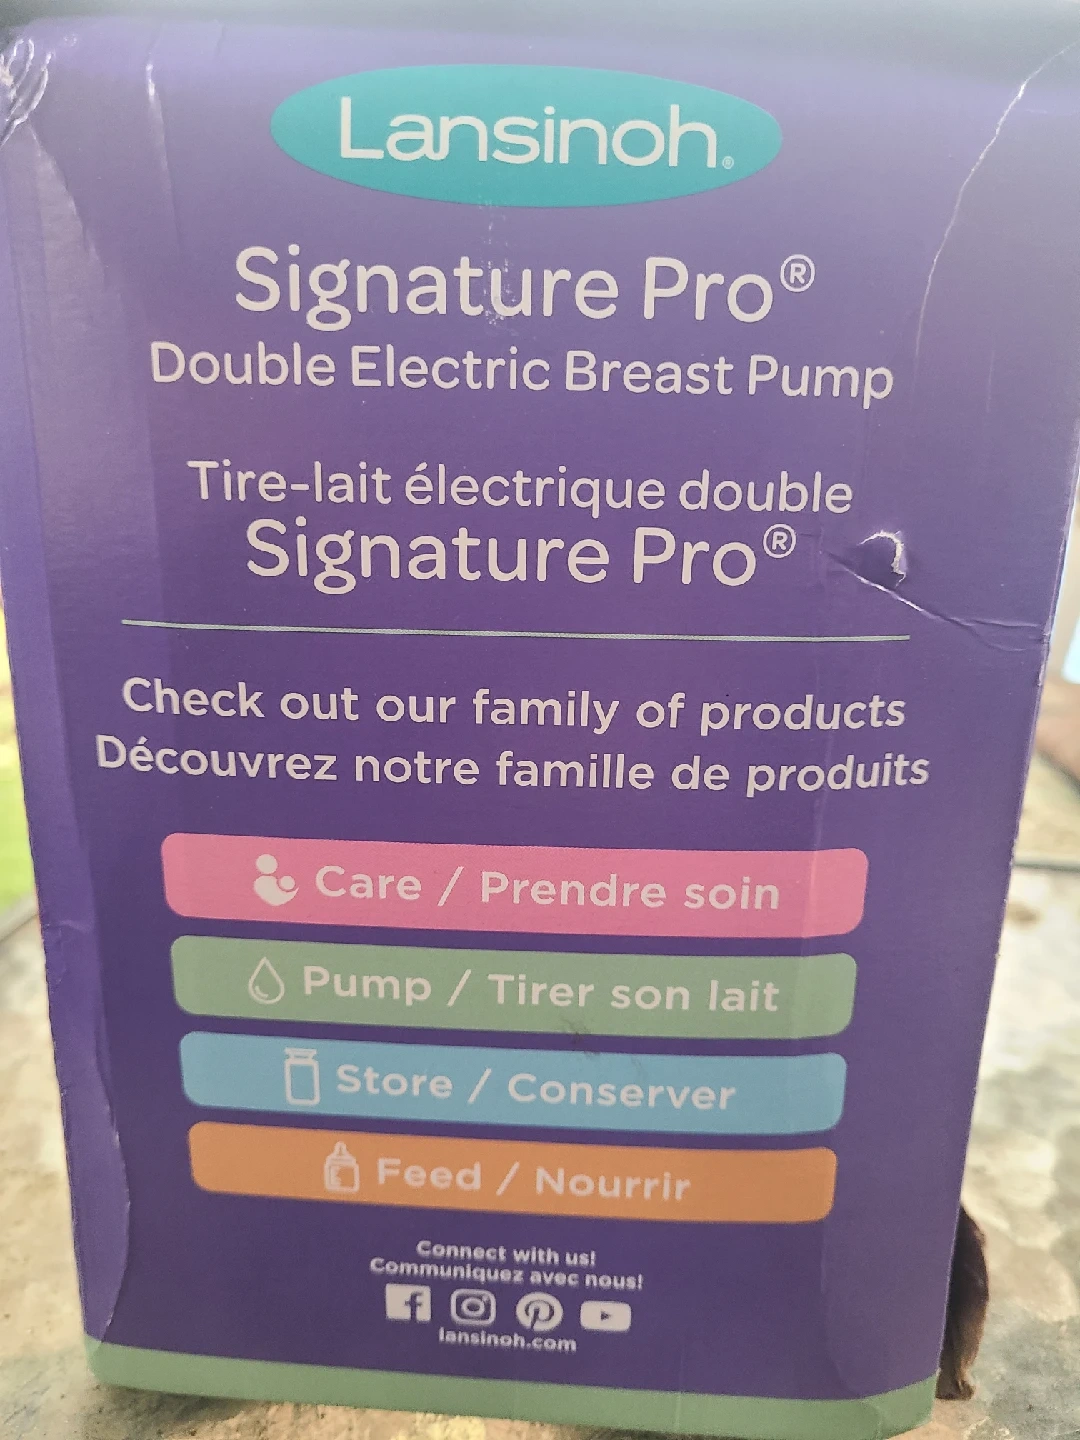 Lansinoh®
Signature Pro®
Double Electric Breast Pump
Tire-lait électrique double
Signature Pro®
Check out our family of products
Découvrez notre famille de produits
Care / Prendre soin
Pump / Tirer son lait
Store / Conserver
Feed / Nourrir
Connect with us!
Communiquez avec nous!
lansinoh.com